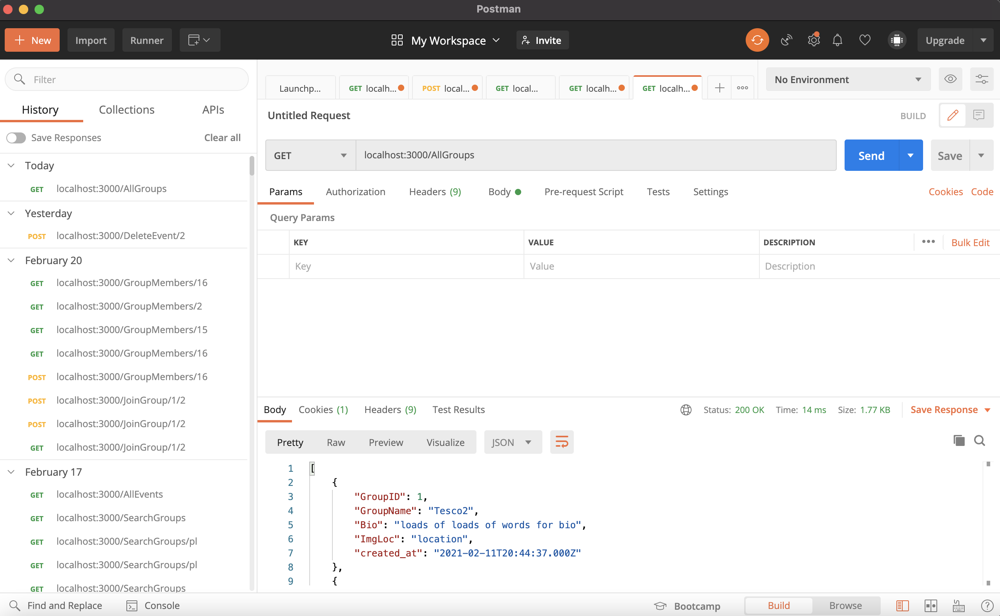 Postman
New
Import
Runner
My Workspace
Invite
Upgrade
Filter
History
Collections
APIs
Save Responses
Clear all
Today
GET localhost:3000/AllGroups
Yesterday
POST localhost:3000/DeleteEvent/2
February 20
GET localhost:3000/GroupMembers/16
GET localhost:3000/GroupMembers/2
GET localhost:3000/GroupMembers/15
GET localhost:3000/GroupMembers/16
POST localhost:3000/GroupMembers/16
POST localhost:3000/JoinGroup/1/2
POST localhost:3000/JoinGroup/1/2
GET localhost:3000/JoinGroup/1/2
February 17
GET localhost:3000/AllEvents
GET localhost:3000/SearchGroups
GET localhost:3000/SearchGroups/pl
GET localhost:3000/SearchGroups/pl
GET localhost:3000/SearchGroups
Launchp...
GET localh...
POST local...
GET local...
GET localh...
GET localh...
No Environment
Untitled Request
BUILD
GET
localhost:3000/AllGroups
Send
Save
Params
Authorization
Headers (9)
Body
Pre-request Script
Tests
Settings
Cookies
Code
Query Params
KEY
VALUE
DESCRIPTION
Bulk Edit
Key
Value
Description
Body
Cookies (1)
Headers (9)
Test Results
Status: 200 OK
Time: 14 ms
Size: 1.77 KB
Save Response
Pretty
Raw
Preview
Visualize
JSON
1 [
2 {
3 "GroupID": 1,
4 "GroupName": "Tesco2",
5 "Bio": "loads of loads of words for bio",
6 "ImgLoc": "location",
7 "created_at": "2021-02-11T20:44:37.000Z"
8 },
9 {
Find and Replace
Console
Bootcamp
Build
Browse